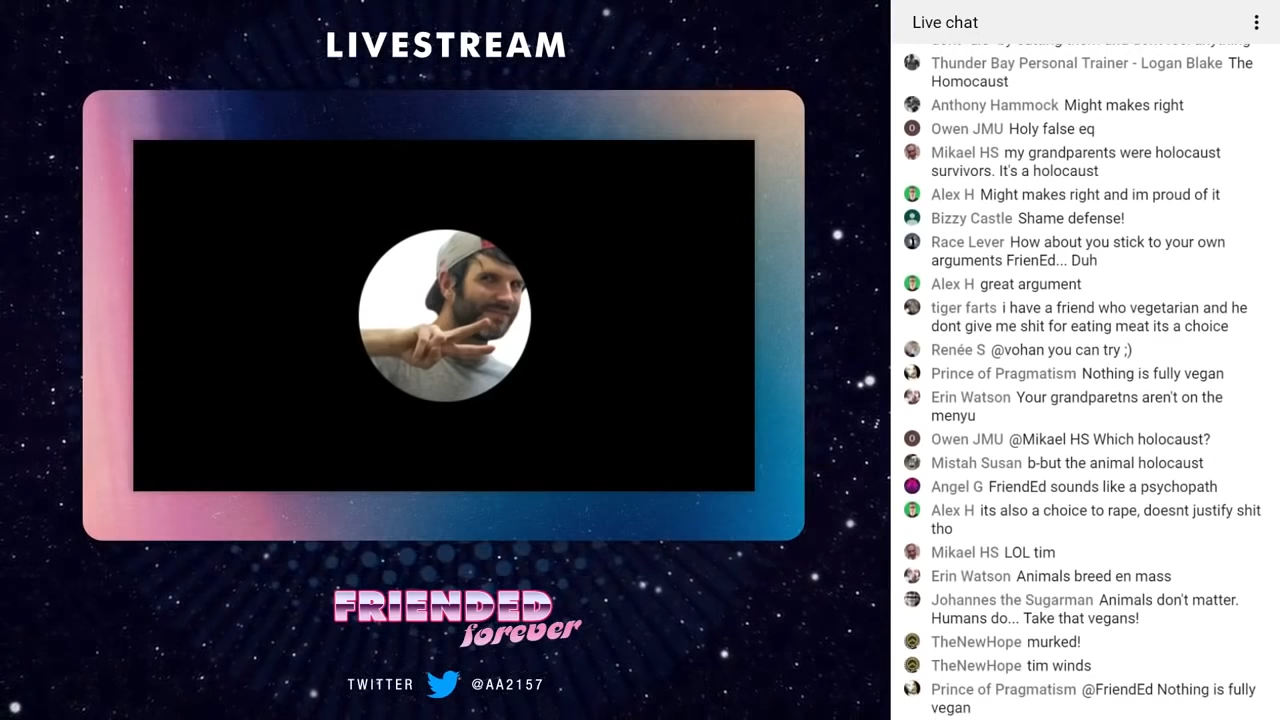 LIVESTREAM
FRIENDED
forever
TWITTER @AA2157
Live chat
Thunder Bay Personal Trainer - Logan Blake The
Homocaust
Anthony Hammock Might makes right
O Owen JMU Holy false eq
Mikael HS my grandparents were holocaust
survivors. It's a holocaust
Alex H Might makes right and im proud of it
Bizzy Castle Shame defense!
Race Lever How about you stick to your own
arguments FrienEd... Duh
Alex H great argument
tiger farts i have a friend who vegetarian and he
dont give me shit for eating meat its a choice
Renée S @vohan you can try ;)
Prince of Pragmatism Nothing is fully vegan
Erin Watson Your grandparetns aren't on the
menyu
O Owen JMU @Mikael HS Which holocaust?
Mistah Susan b-but the animal holocaust
Angel G FriendEd sounds like a psychopath
Alex H its also a choice to rape, doesnt justify shit
tho
Mikael HS LOL tim
Erin Watson Animals breed en mass
Johannes the Sugarman Animals don't matter.
Humans do... Take that vegans!
TheNewHope murked!
TheNewHope tim winds
Prince of Pragmatism @FriendEd Nothing is fully
vegan